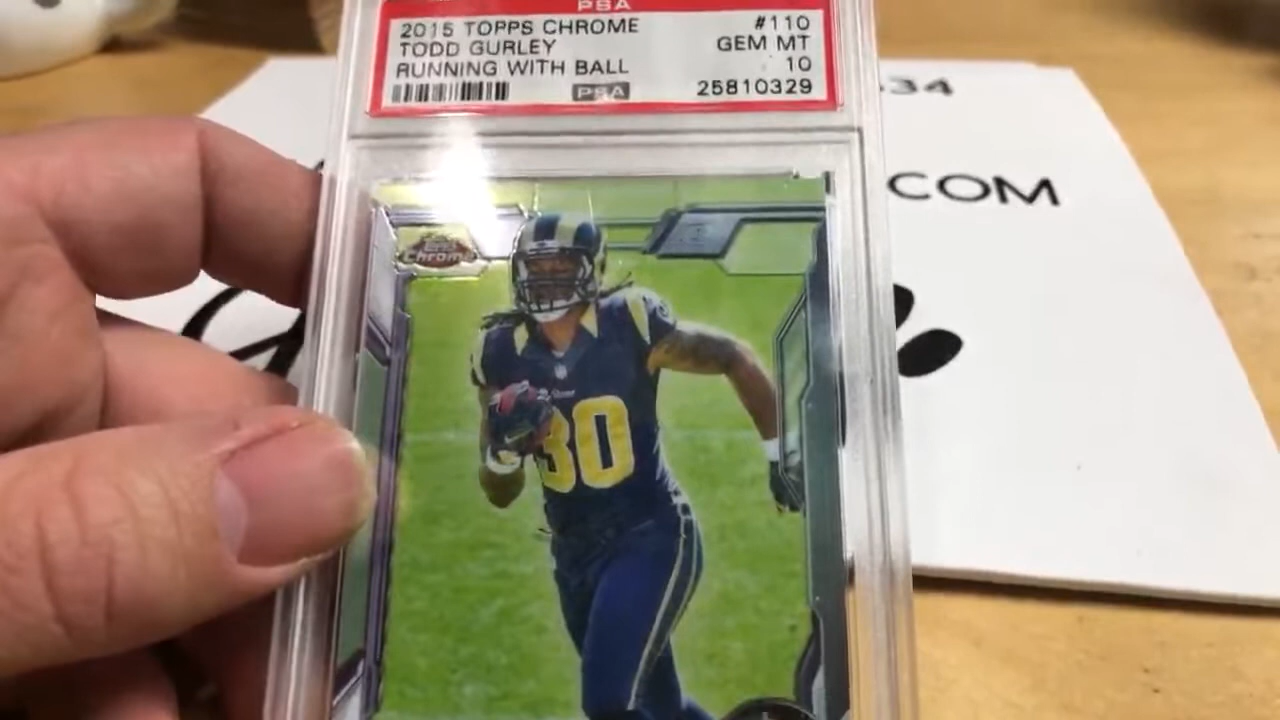 PSA
2015 TOPPS CHROME #110
TODD GURLEY GEM MT
RUNNING WITH BALL 10
PSA 25810329
34
.COM
Topps
Chrome
30